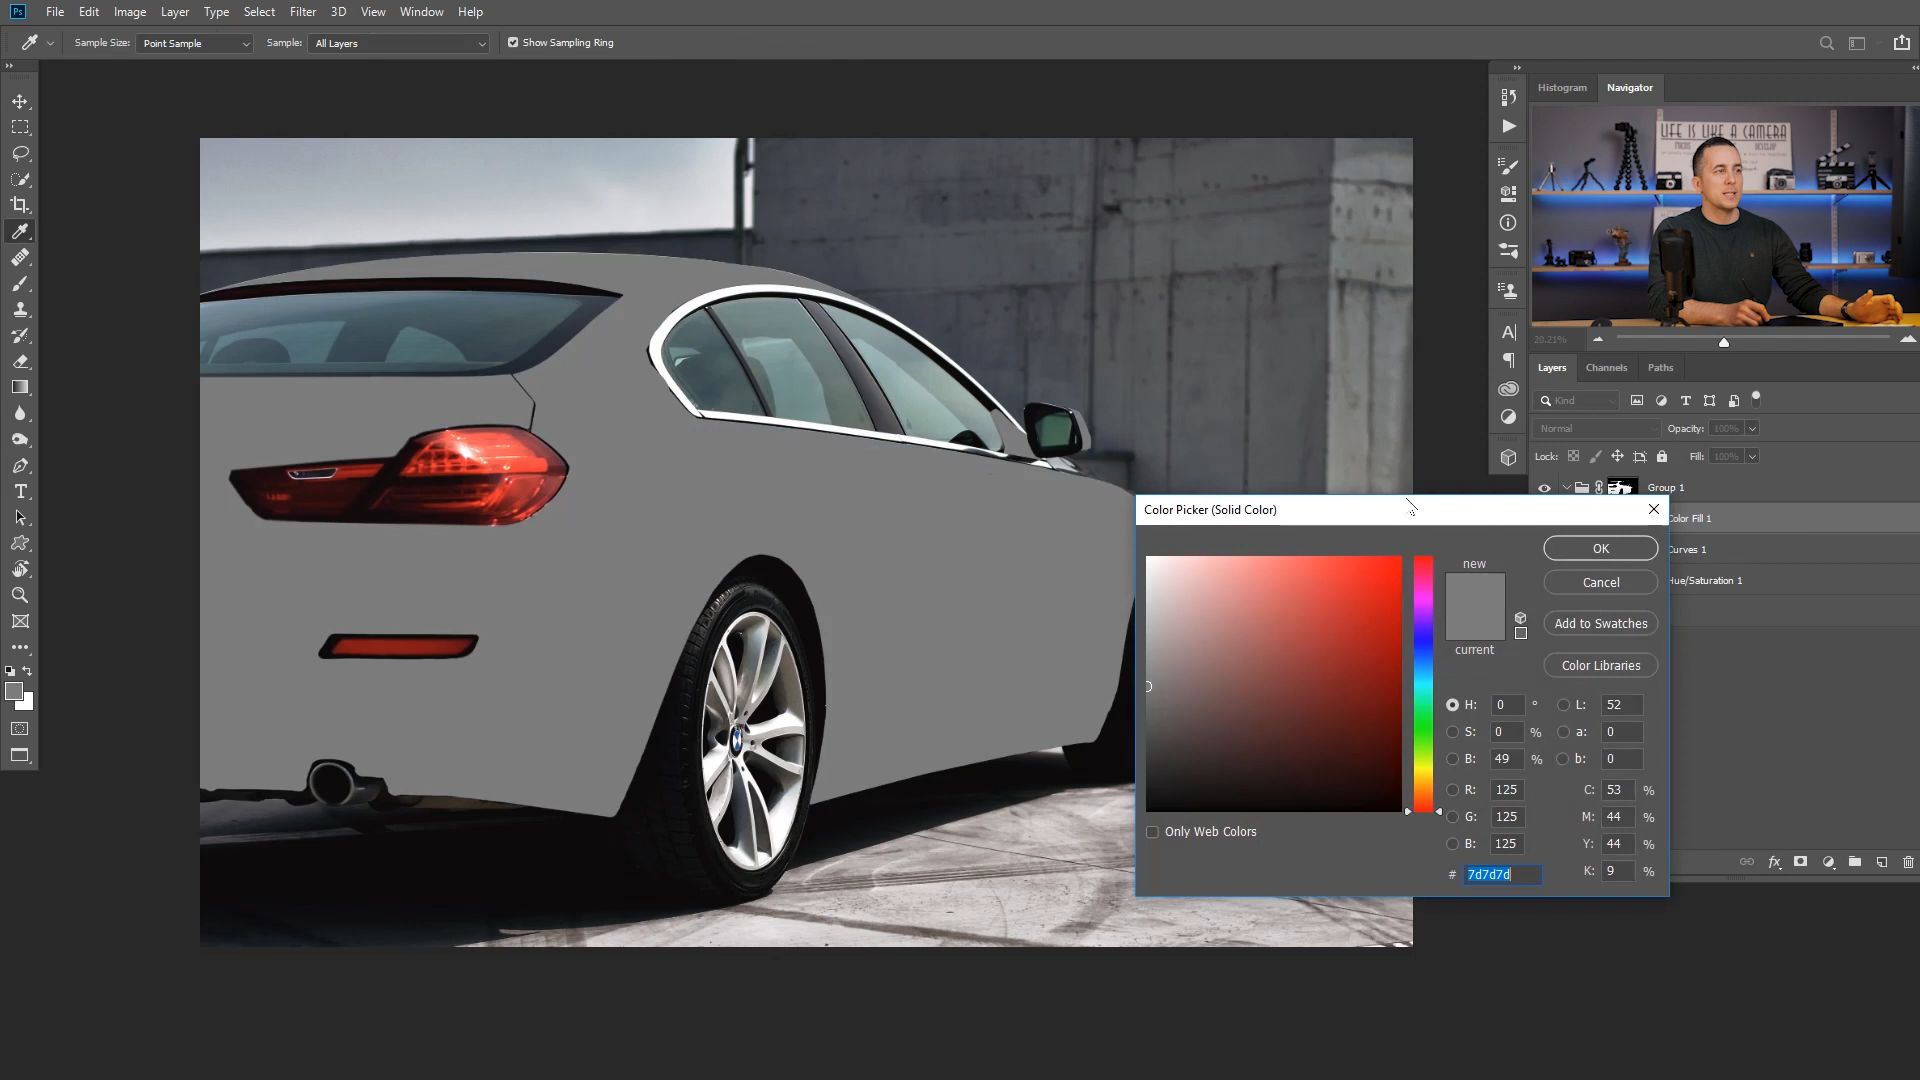 Ps File Edit Image Layer Type Select Filter 3D View Window Help
Sample Size: Point Sample Sample: All Layers Show Sampling Ring
Histogram Navigator
LIFE IS LIKE A CAMERA
20.21%
Layers Channels Paths
Kind
Normal Opacity: 100%
Lock: Fill: 100%
Group 1
Color Fill 1
Curves 1
Hue/Saturation 1
fx
Color Picker (Solid Color)
new
current
OK
Cancel
Add to Swatches
Color Libraries
H: 0 ° L: 52
S: 0 % a: 0
B: 49 % b: 0
R: 125 C: 53 %
G: 125 M: 44 %
B: 125 Y: 44 %
# 7d7d7d K: 9 %
Only Web Colors